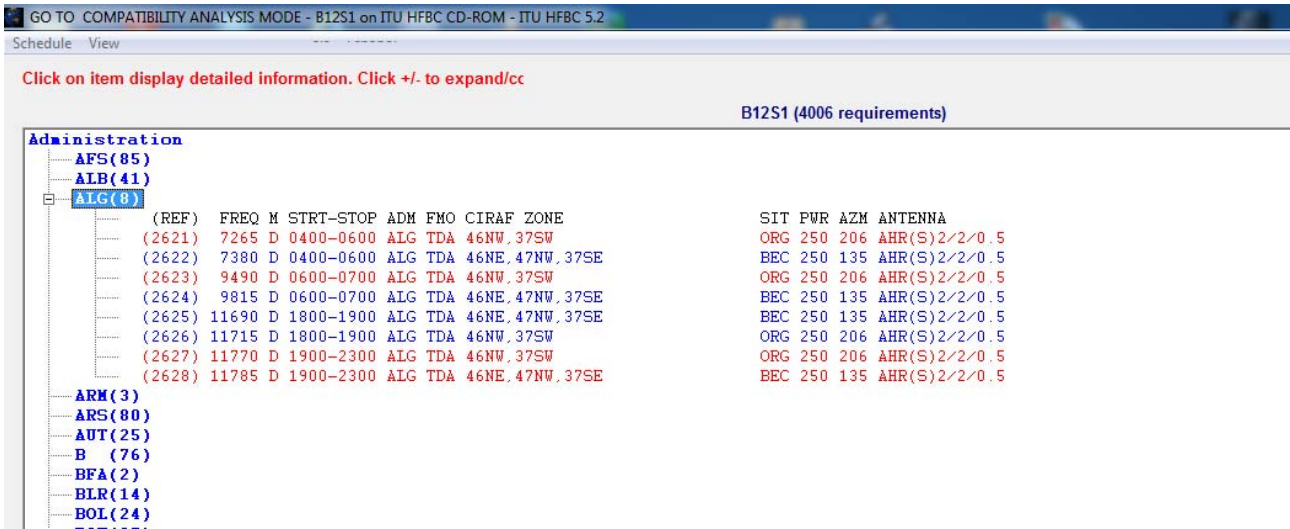 GO TO COMPATIBILITY ANALYSIS MODE - B12S1 on ITU HFBC CD-ROM - ITU HFBC 5.2
Schedule View
Click on item display detailed information. Click +/- to expand/cc
B12S1 (4006 requirements)
Administration
AFS(85)
ALB(41)
ALG(8)
(REF) FREQ M STRT-STOP ADM FMO CIRAF ZONE SIT PWR AZM ANTENNA
(2621) 7265 D 0400-0600 ALG TDA 46NW,37SW ORG 250 206 AHR(S)2/2/0.5
(2622) 7380 D 0400-0600 ALG TDA 46NE,47NW,37SE BEC 250 135 AHR(S)2/2/0.5
(2623) 9490 D 0600-0700 ALG TDA 46NW,37SW ORG 250 206 AHR(S)2/2/0.5
(2624) 9815 D 0600-0700 ALG TDA 46NE,47NW,37SE BEC 250 135 AHR(S)2/2/0.5
(2625) 11690 D 1800-1900 ALG TDA 46NE,47NW,37SE BEC 250 135 AHR(S)2/2/0.5
(2626) 11715 D 1800-1900 ALG TDA 46NW,37SW ORG 250 206 AHR(S)2/2/0.5
(2627) 11770 D 1900-2300 ALG TDA 46NW,37SW ORG 250 206 AHR(S)2/2/0.5
(2628) 11785 D 1900-2300 ALG TDA 46NE,47NW,37SE BEC 250 135 AHR(S)2/2/0.5
ARM(3)
ARS(80)
AUT(25)
B (76)
BFA(2)
BLR(14)
BOL(24)